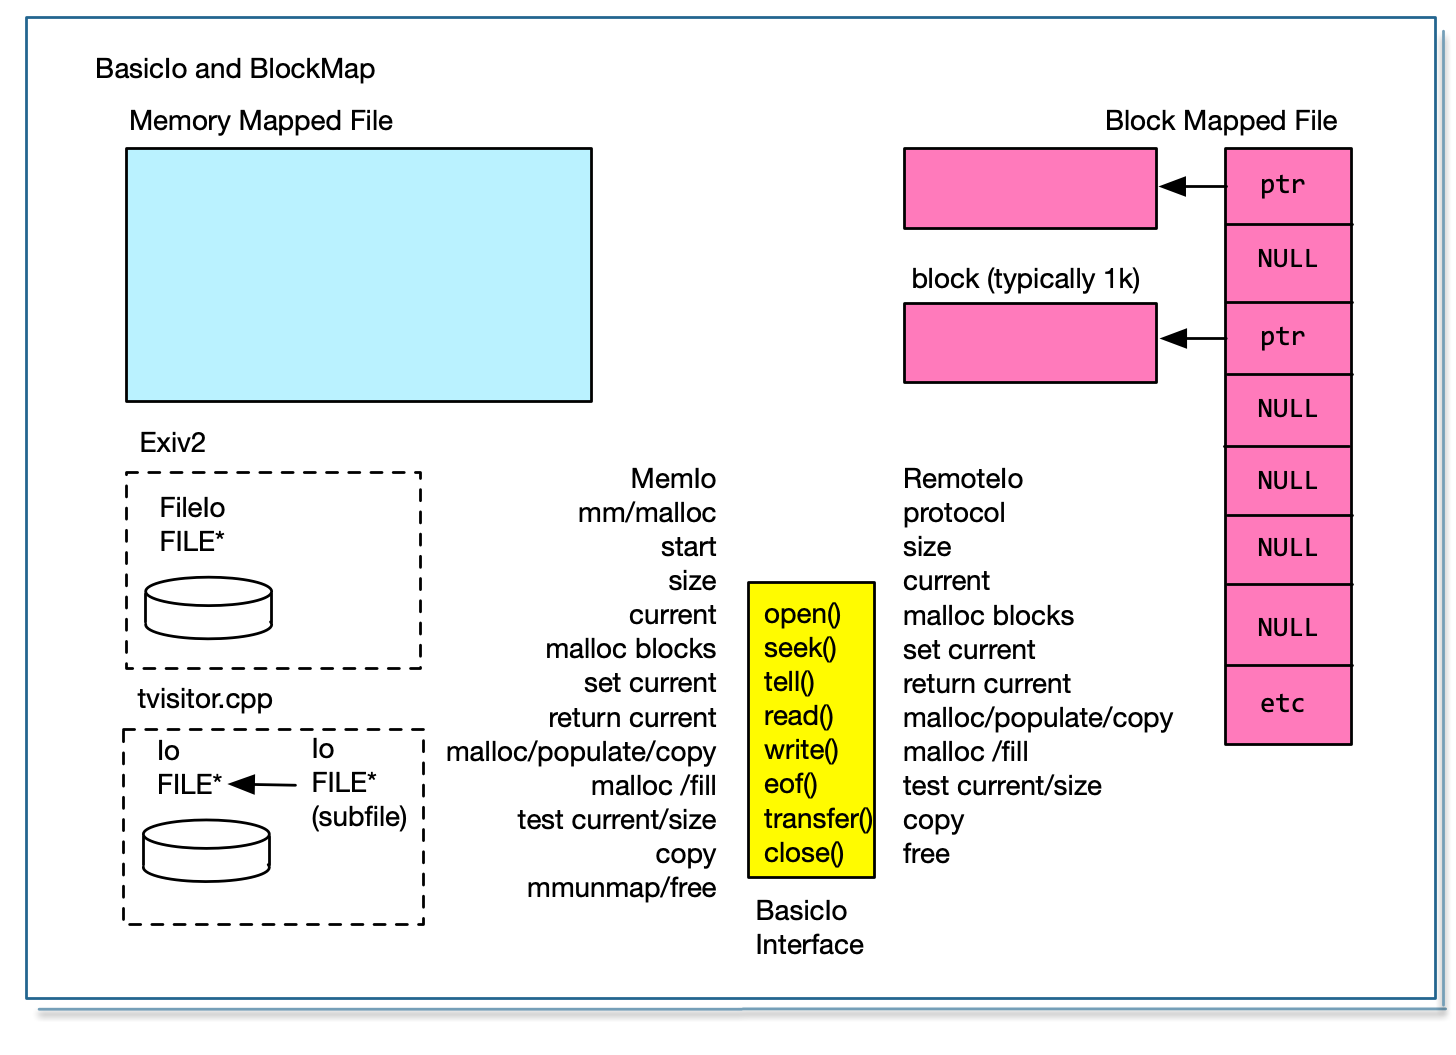 BasicIo and BlockMap
Memory Mapped File
Block Mapped File
ptr
NULL
block (typically 1k)
ptr
NULL
NULL
NULL
NULL
etc
Exiv2
FileIo
FILE*
tvisitor.cpp
Io
FILE*
Io
FILE*
(subfile)
MemIo
mm/malloc
start
size
current
malloc blocks
set current
return current
malloc/populate/copy
malloc /fill
test current/size
copy
mmunmap/free
open()
seek()
tell()
read()
write()
eof()
transfer()
close()
BasicIo
Interface
RemoteIo
protocol
size
current
malloc blocks
set current
return current
malloc/populate/copy
malloc /fill
test current/size
copy
free